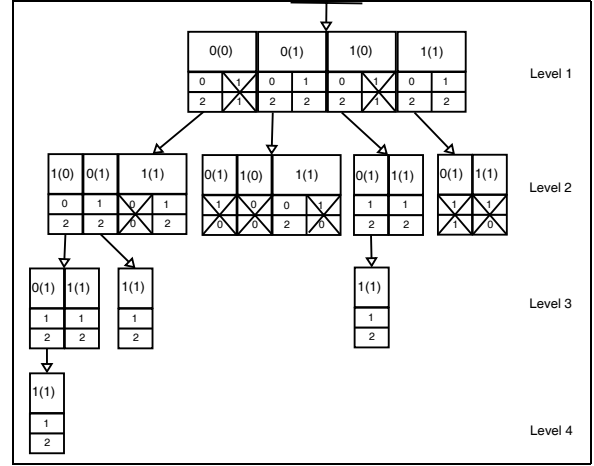 0(0) 0(1) 1(0) 1(1)
Level 1
0 1 0 1 0 1 0 1
2 1 2 2 2 1 2 2
1(0) 0(1) 1(1) 0(1) 1(0) 1(1) 0(1) 1(1) 0(1) 1(1)
Level 2
0 1 0 1 1 0 0 1 1 1 1 1
2 2 0 2 0 0 2 0 2 2 1 0
0(1) 1(1) 1(1) 1(1)
Level 3
1 1 1 1
2 2 2 2
1(1)
1
Level 4
2